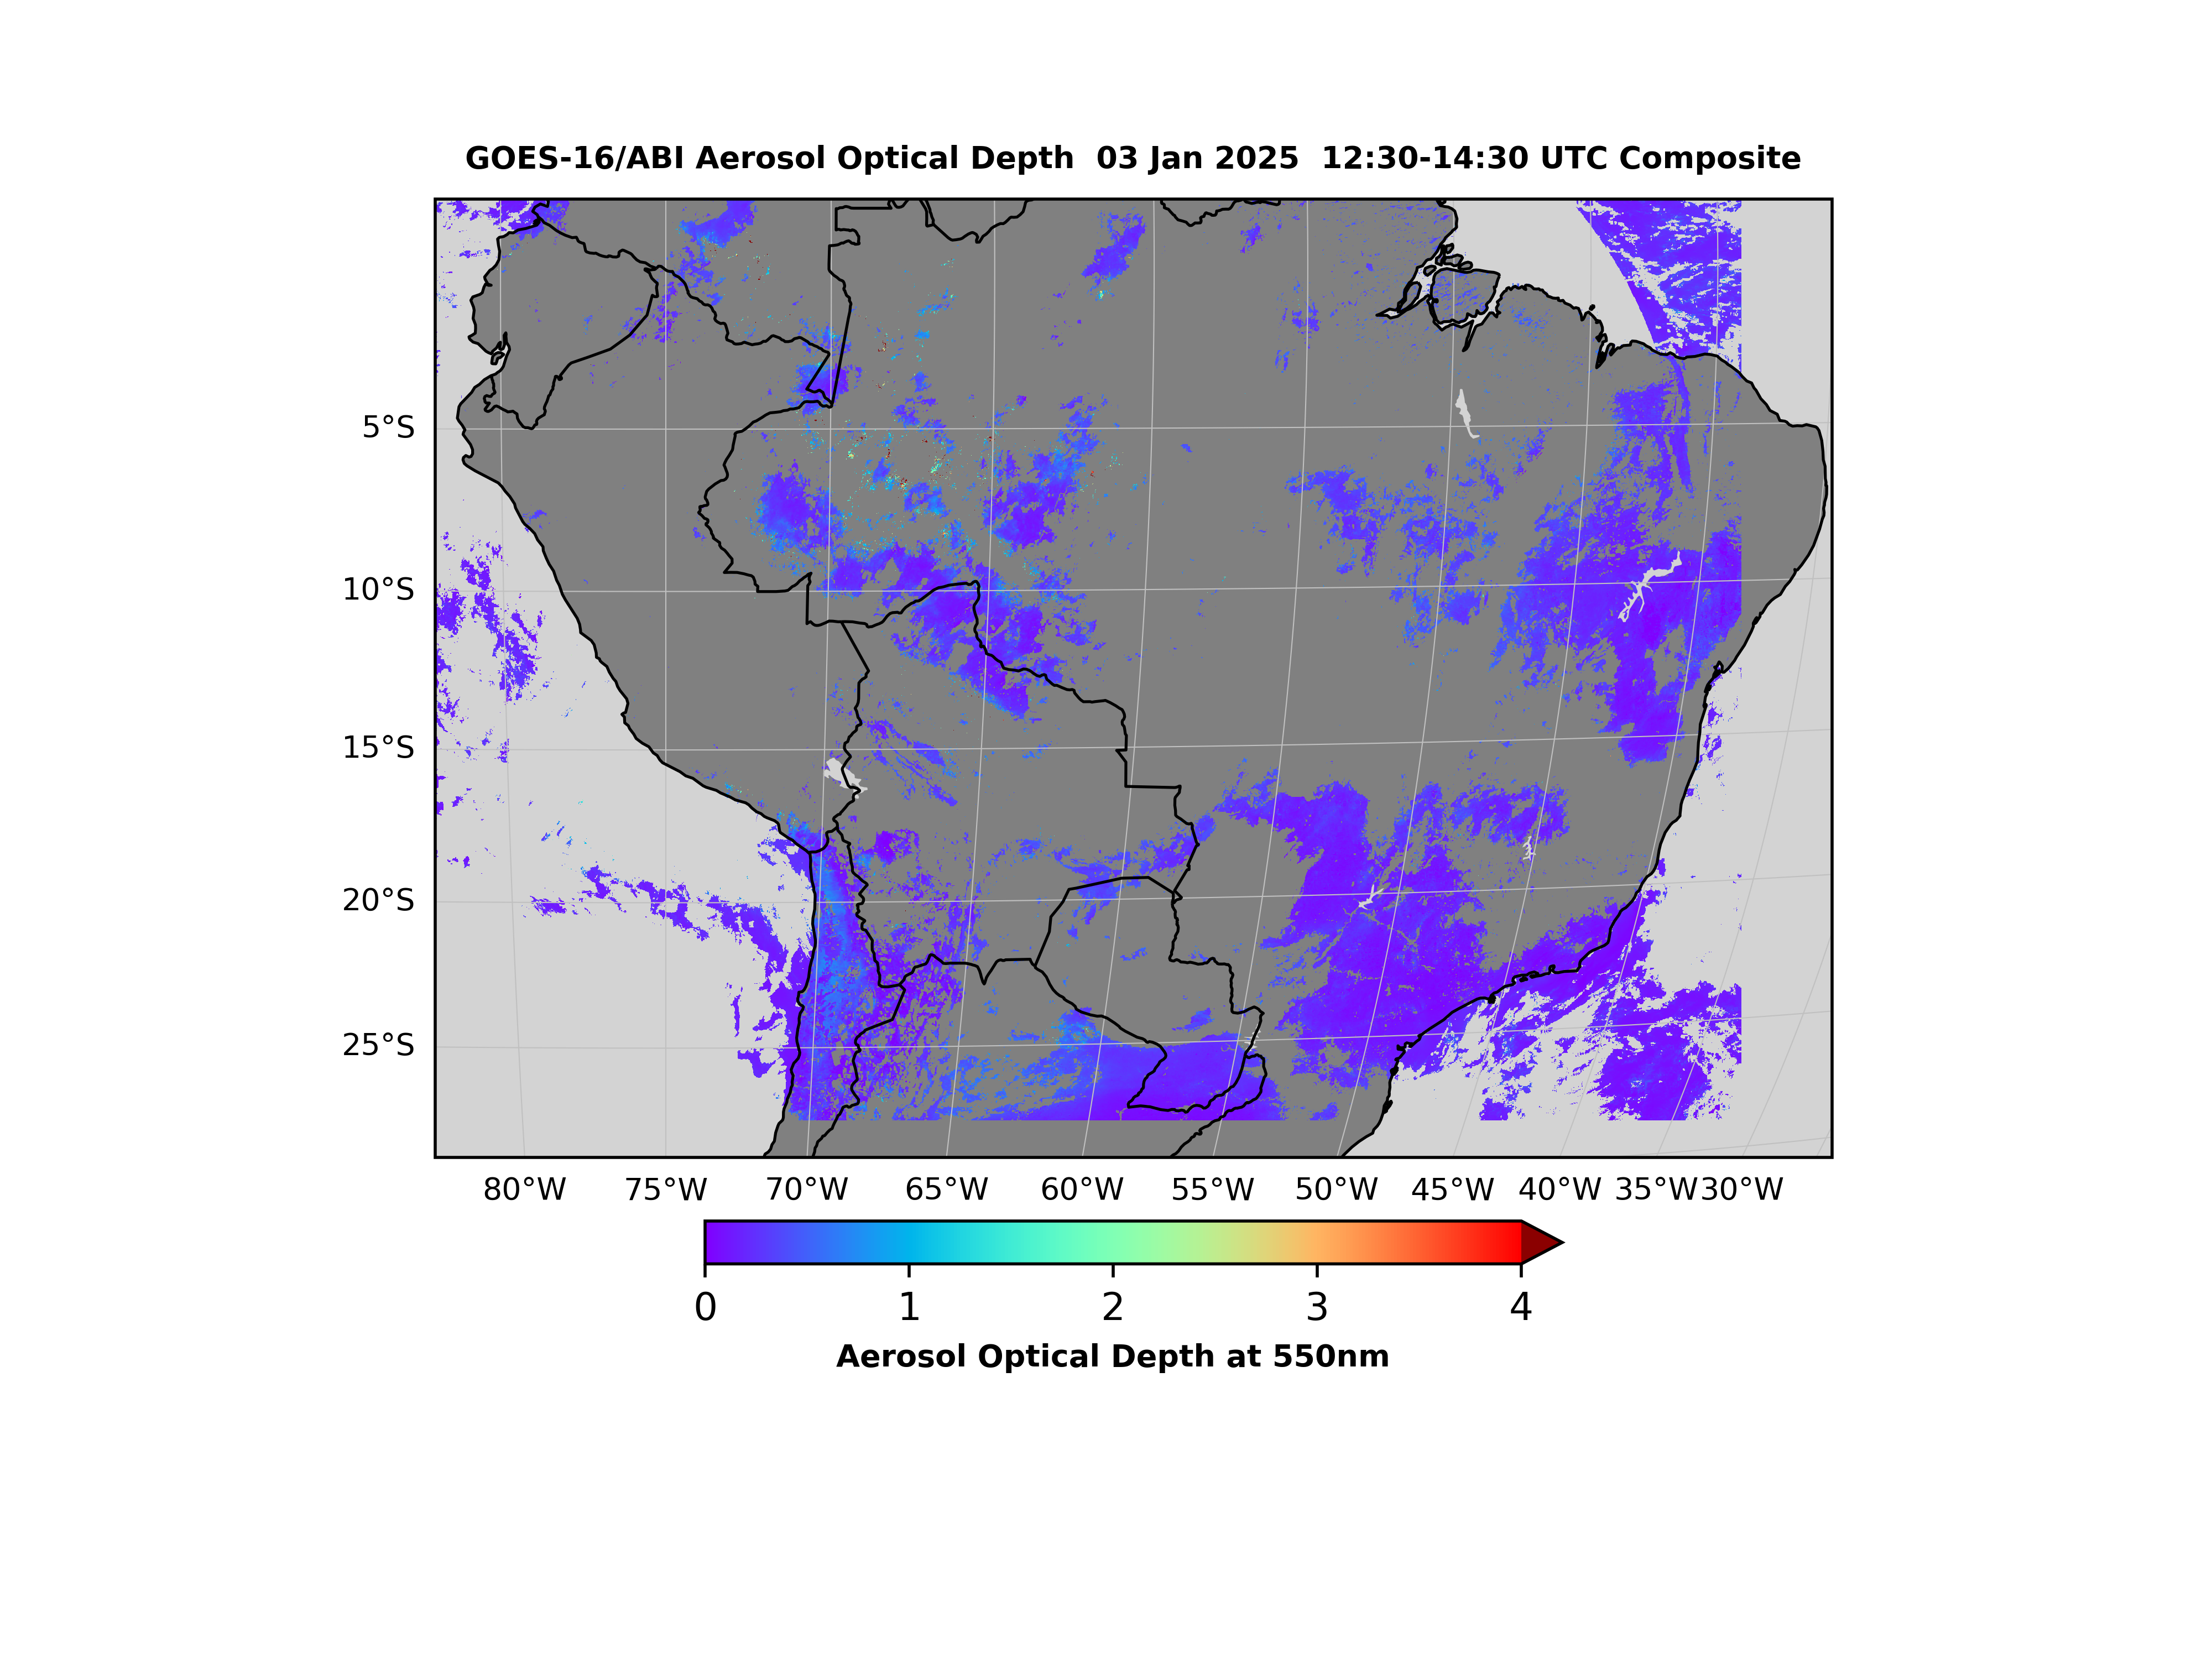 GOES-16/ABI Aerosol Optical Depth  03 Jan 2025  12:30-14:30 UTC Composite
5°S
10°S
15°S
20°S
25°S
80°W 75°W 70°W 65°W 60°W 55°W 50°W 45°W 40°W 35°W 30°W
0 1 2 3 4
Aerosol Optical Depth at 550nm